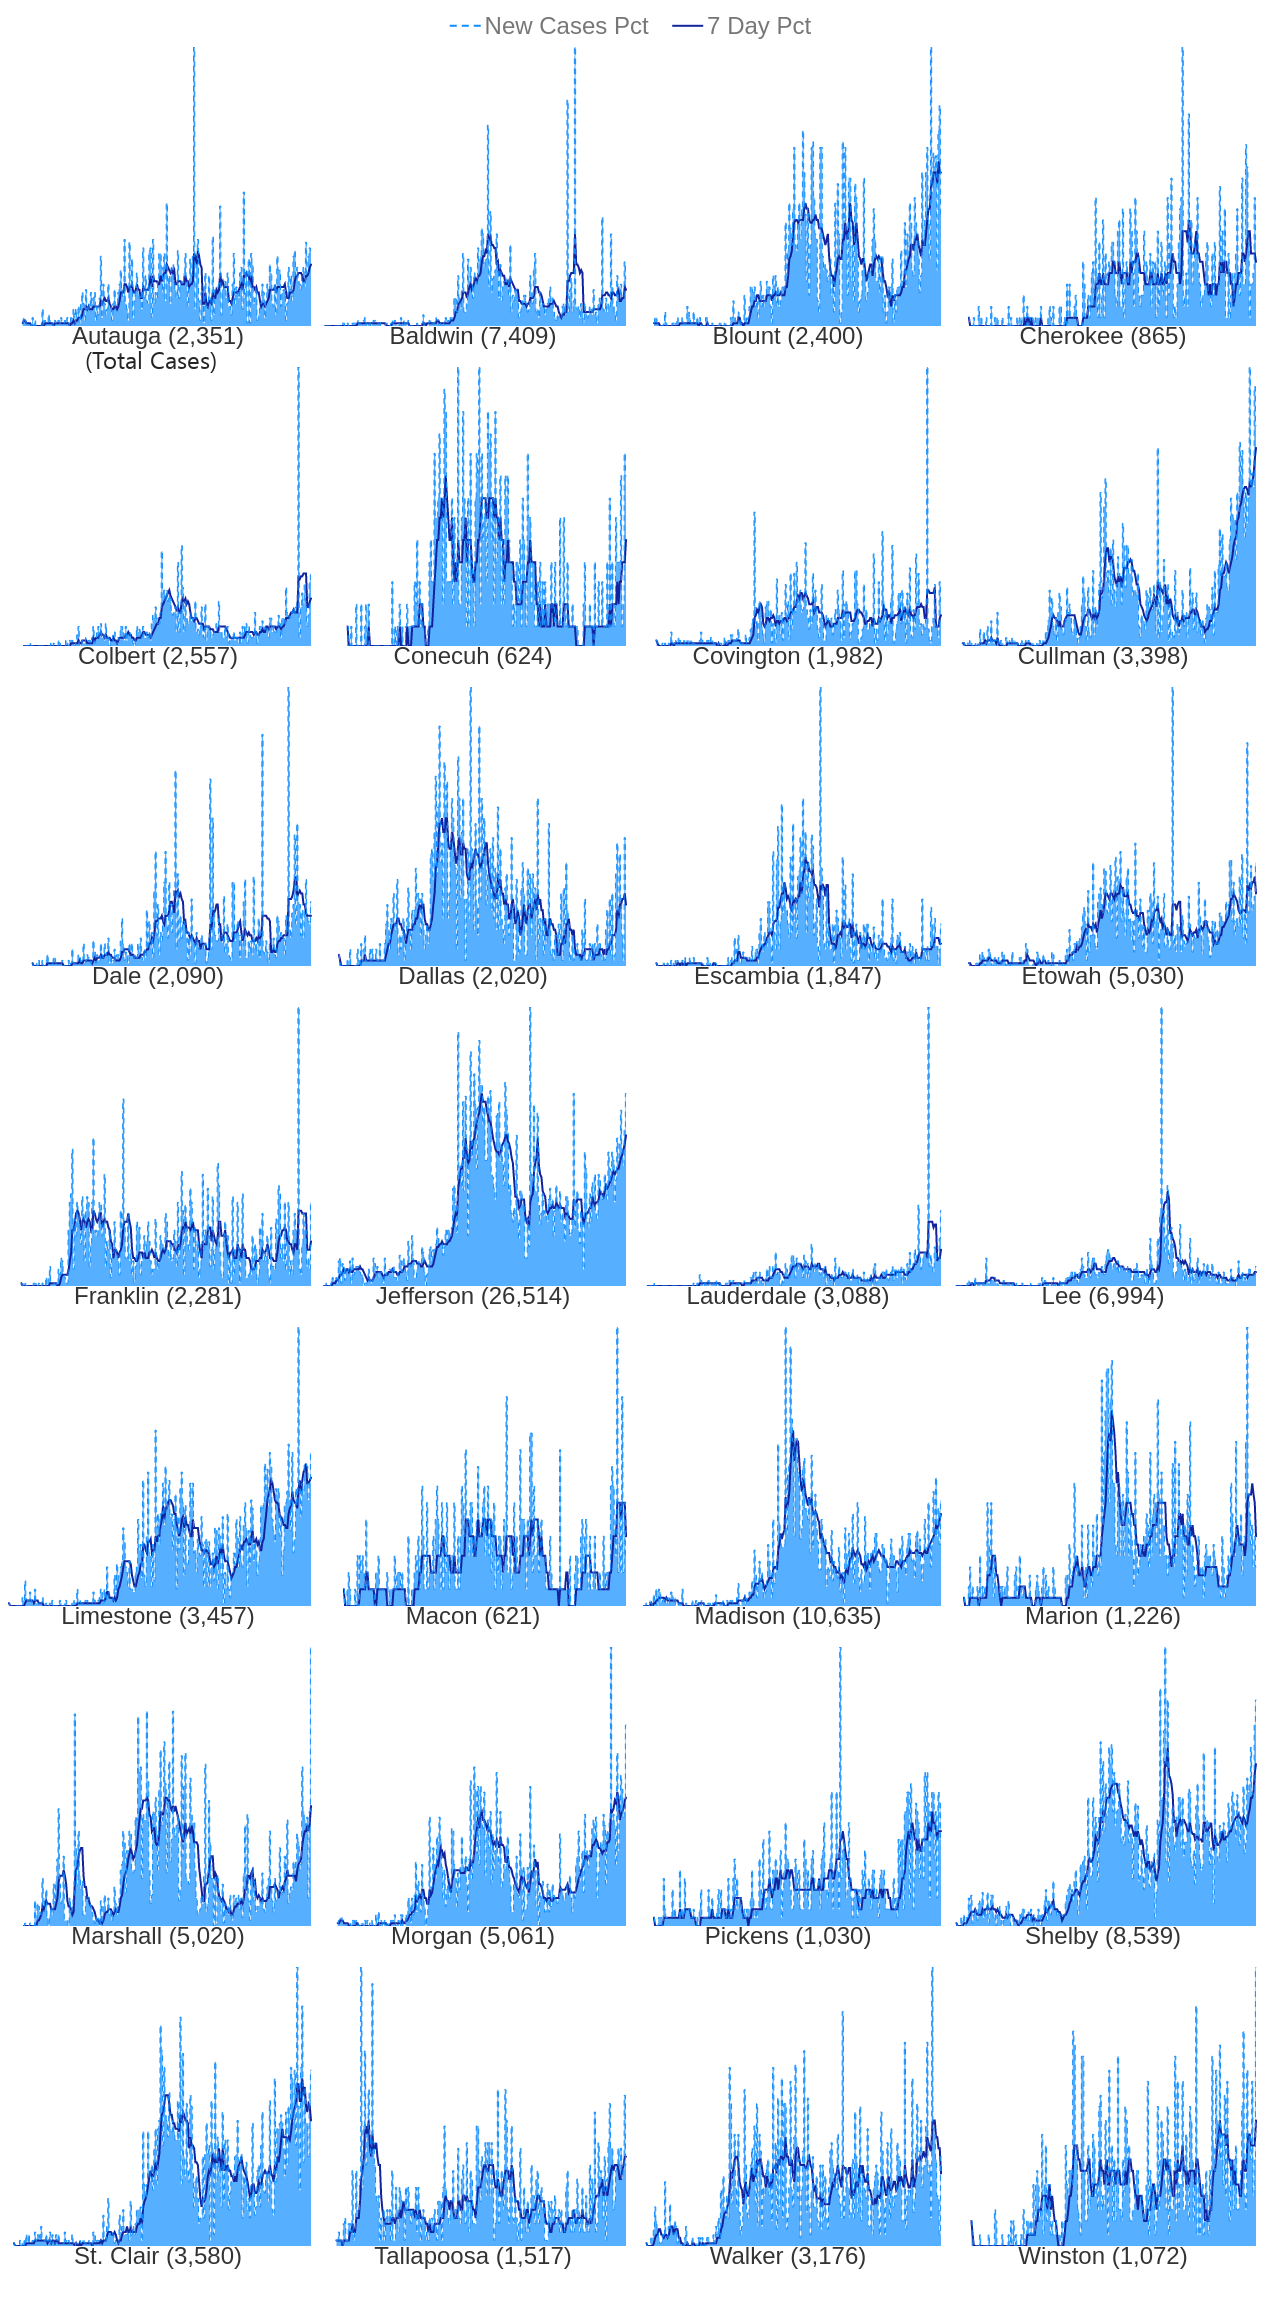 New Cases Pct 7 Day Pct
Autauga (2,351) Baldwin (7,409) Blount (2,400) Cherokee (865)
(Total Cases)
Colbert (2,557) Conecuh (624) Covington (1,982) Cullman (3,398)
Dale (2,090) Dallas (2,020) Escambia (1,847) Etowah (5,030)
Franklin (2,281) Jefferson (26,514) Lauderdale (3,088) Lee (6,994)
Limestone (3,457) Macon (621) Madison (10,635) Marion (1,226)
Marshall (5,020) Morgan (5,061) Pickens (1,030) Shelby (8,539)
St. Clair (3,580) Tallapoosa (1,517) Walker (3,176) Winston (1,072)